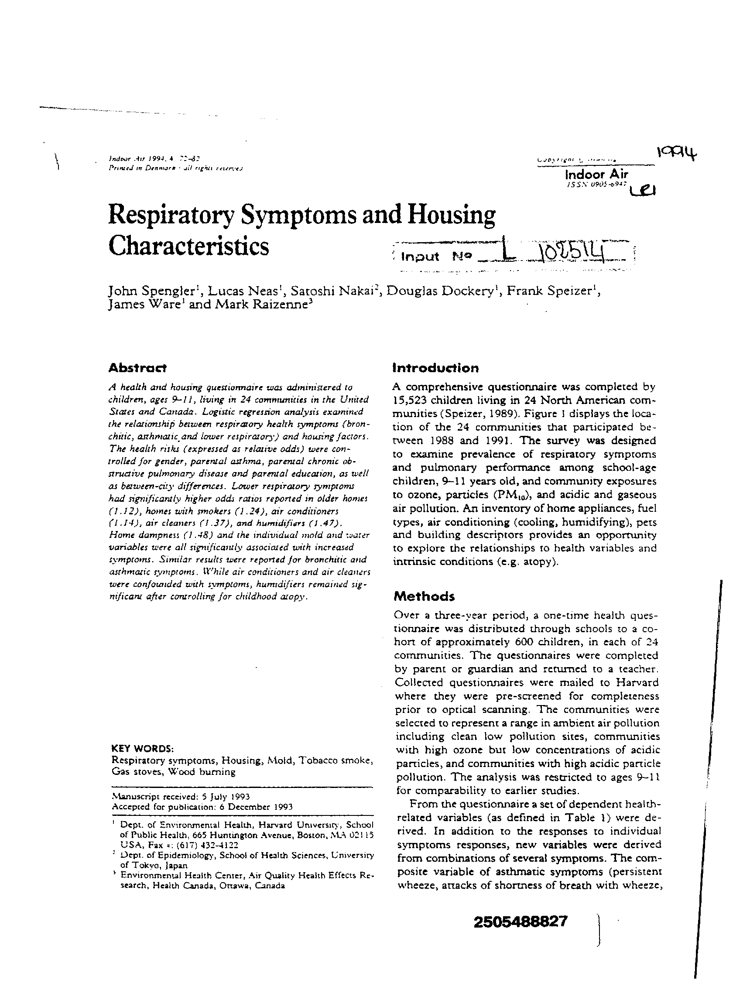 1994
Indoor Air 1994, 4: 72-82
Printed in Denmark · all rights reserved
Indoor Air
ISSN 0905-6947
Respiratory Symptoms and Housing
Characteristics
Input Nº L 108514
John Spengler¹, Lucas Neas¹, Satoshi Nakai², Douglas Dockery¹, Frank Speizer¹,
James Ware¹ and Mark Raizenne³
Abstract
A health and housing questionnaire was administered to
children, ages 9–11, living in 24 communities in the United
States and Canada. Logistic regression analysis examined
the relationship between respiratory health symptoms (bron-
chitic, asthmatic and lower respiratory) and housing factors.
The health risks (expressed as relative odds) were con-
trolled for gender, parental asthma, parental chronic ob-
structive pulmonary disease and parental education, as well
as between-city differences. Lower respiratory symptoms
had significantly higher odds ratios reported in older homes
(1.12), homes with smokers (1.24), air conditioners
(1.14), air cleaners (1.37), and humidifiers (1.47).
Home dampness (1.48) and the individual mold and water
variables were all significantly associated with increased
symptoms. Similar results were reported for bronchitic and
asthmatic symptoms. While air conditioners and air cleaners
were confounded with symptoms, humidifiers remained sig-
nificant after controlling for childhood atopy.
KEY WORDS:
Respiratory symptoms, Housing, Mold, Tobacco smoke,
Gas stoves, Wood burning
Manuscript received: 5 July 1993
Accepted for publication: 6 December 1993
¹ Dept. of Environmental Health, Harvard University, School
of Public Health, 665 Huntington Avenue, Boston, MA 02115
USA, Fax +: (617) 432-4122
² Dept. of Epidemiology, School of Health Sciences, University
of Tokyo, Japan
³ Environmental Health Center, Air Quality Health Effects Re-
search, Health Canada, Ottawa, Canada
Introduction
A comprehensive questionnaire was completed by
15,523 children living in 24 North American com-
munities (Speizer, 1989). Figure 1 displays the loca-
tion of the 24 communities that participated be-
tween 1988 and 1991. The survey was designed
to examine prevalence of respiratory symptoms
and pulmonary performance among school-age
children, 9–11 years old, and community exposures
to ozone, particles (PM₁₀), and acidic and gaseous
air pollution. An inventory of home appliances, fuel
types, air conditioning (cooling, humidifying), pets
and building descriptors provides an opportunity
to explore the relationships to health variables and
intrinsic conditions (e.g. atopy).
Methods
Over a three-year period, a one-time health ques-
tionnaire was distributed through schools to a co-
hort of approximately 600 children, in each of 24
communities. The questionnaires were completed
by parent or guardian and returned to a teacher.
Collected questionnaires were mailed to Harvard
where they were pre-screened for completeness
prior to optical scanning. The communities were
selected to represent a range in ambient air pollution
including clean low pollution sites, communities
with high ozone but low concentrations of acidic
particles, and communities with high acidic particle
pollution. The analysis was restricted to ages 9–11
for comparability to earlier studies.
From the questionnaire a set of dependent health-
related variables (as defined in Table 1) were de-
rived. In addition to the responses to individual
symptoms responses, new variables were derived
from combinations of several symptoms. The com-
posite variable of asthmatic symptoms (persistent
wheeze, attacks of shortness of breath with wheeze,
2505488827